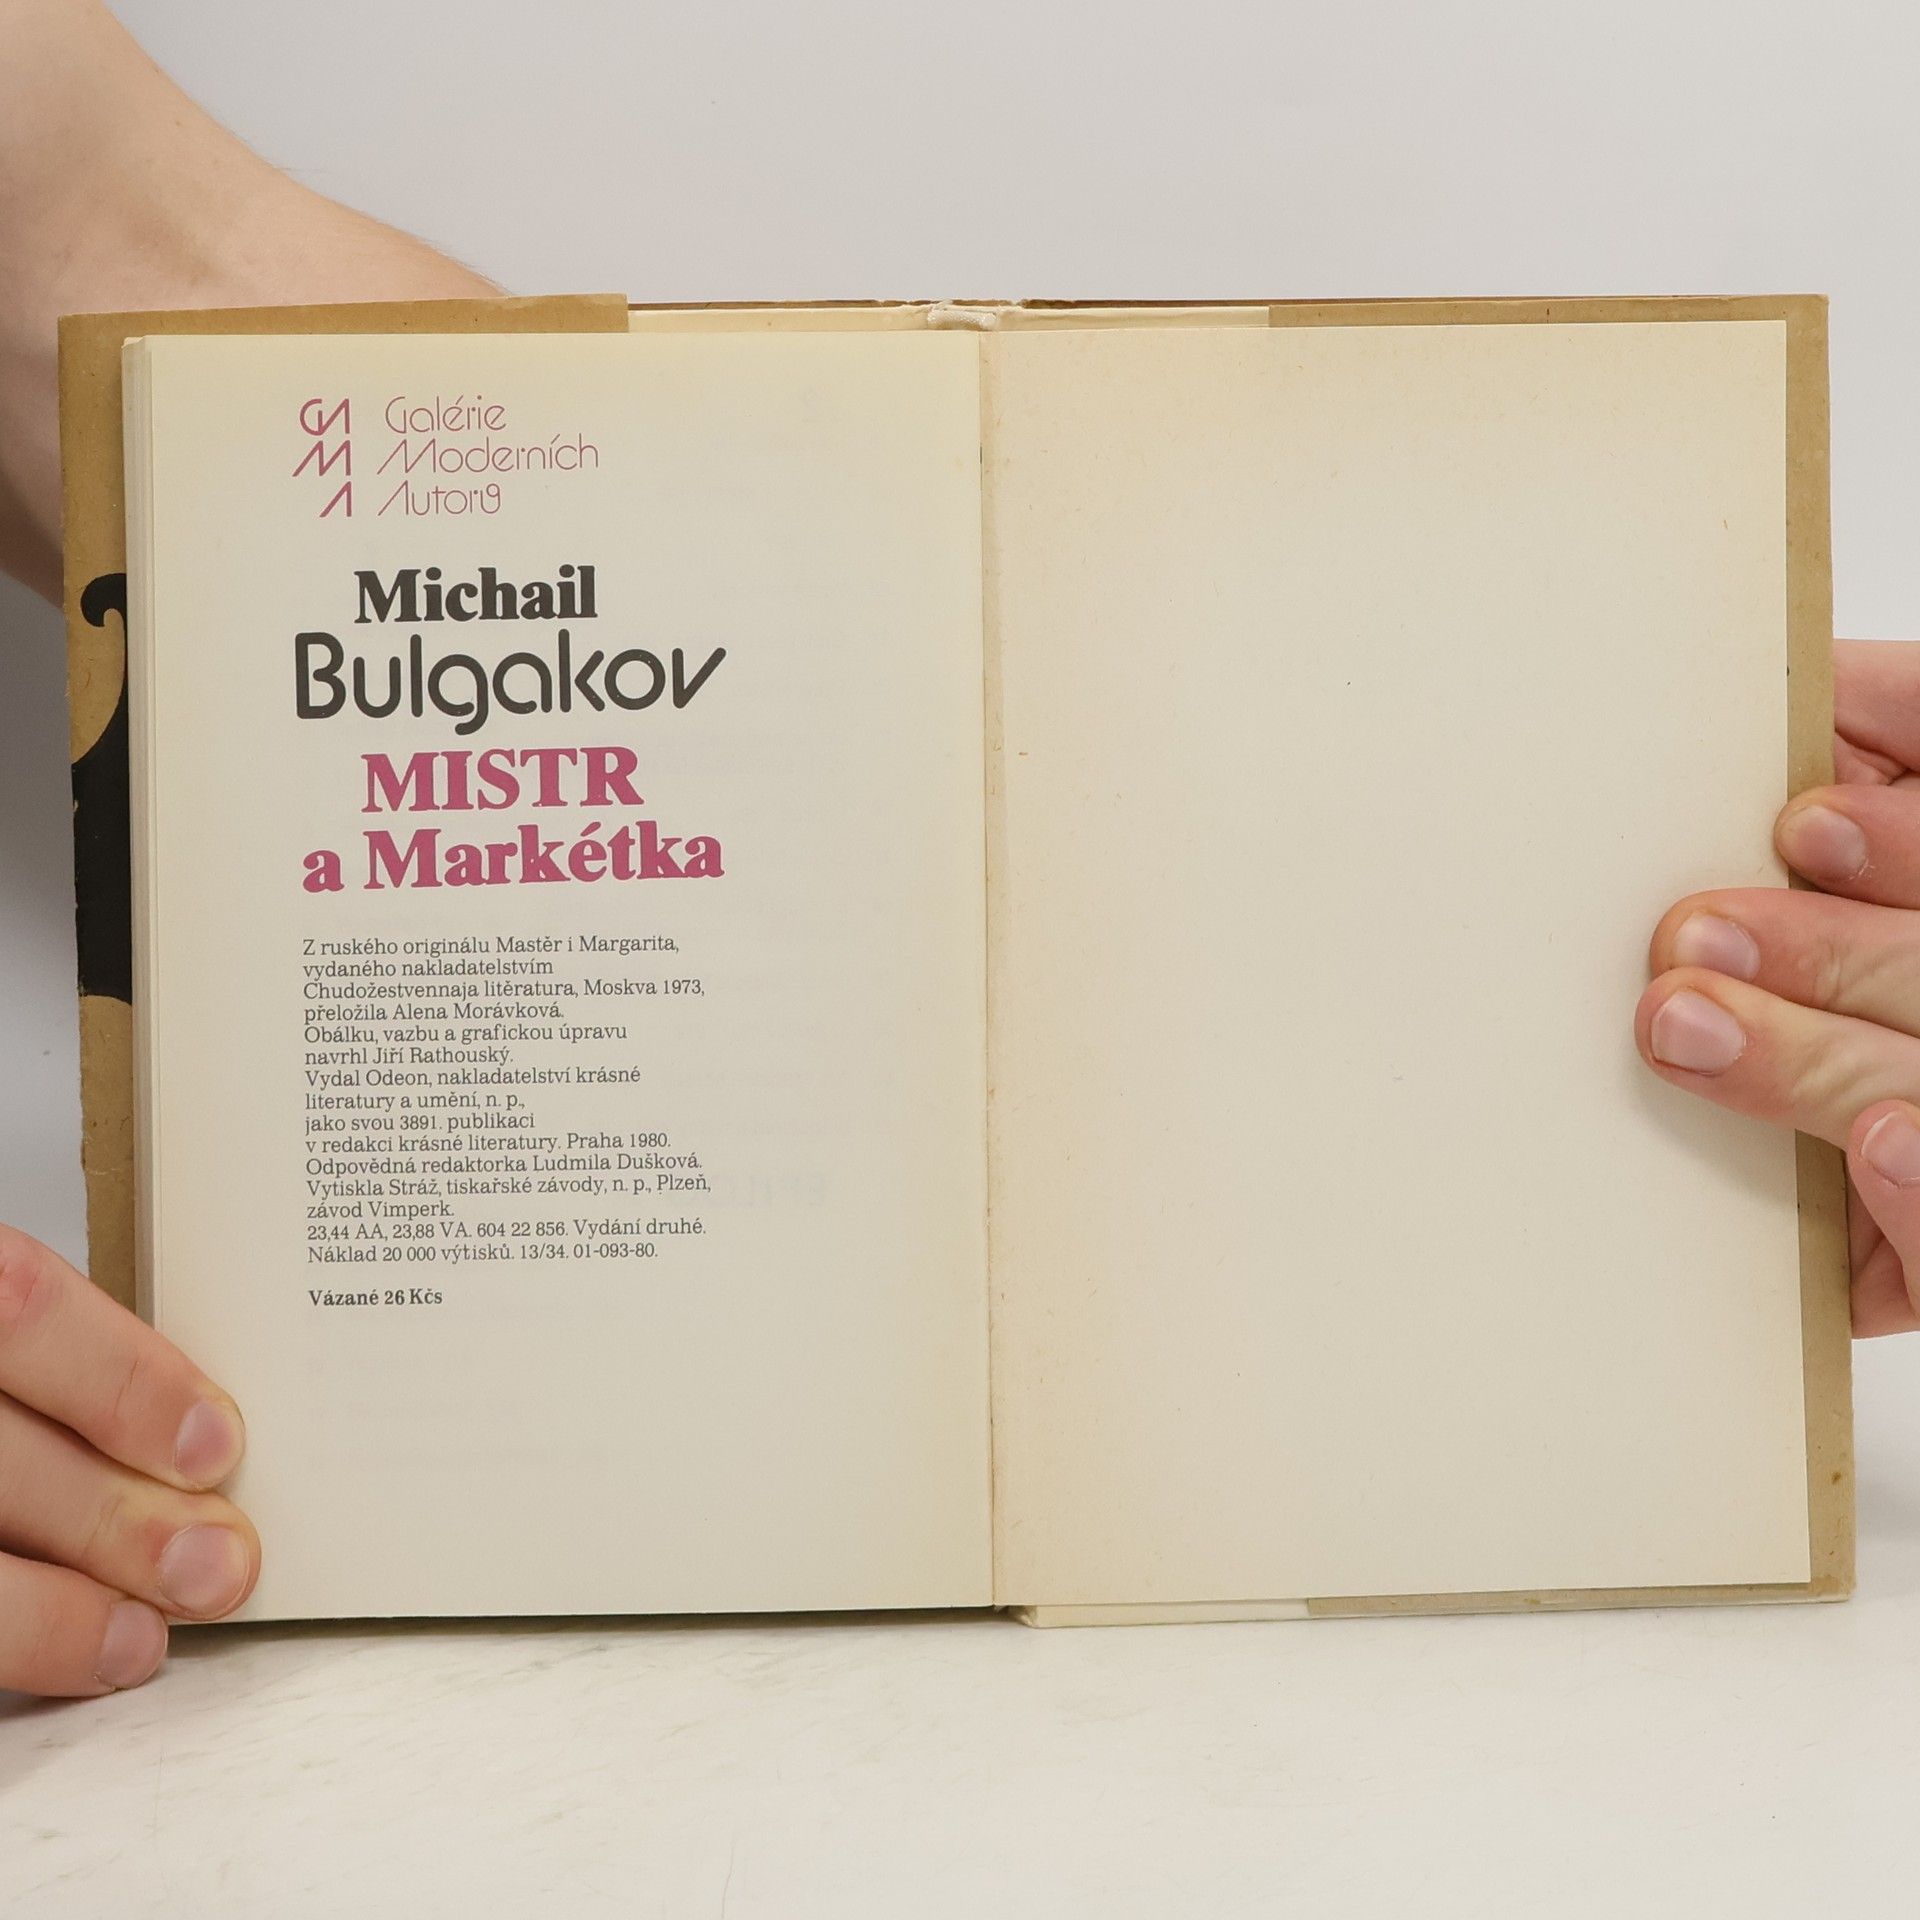 GMA Galérie
Moderních
Autorů
Michail
Bulgakov
MISTR
a Markétka
Z ruského originálu Mastěr i Margarita,
vydaného nakladatelstvím
Chudožestvennaja litěratura, Moskva 1973,
přeložila Alena Morávková.
Obálku, vazbu a grafickou úpravu
navrhl Jiří Rathouský.
Vydal Odeon, nakladatelství krásné
literatury a umění, n. p.,
jako svou 3891. publikaci
v redakci krásné literatury. Praha 1980.
Odpovědná redaktorka Ludmila Dušková.
Vytiskla Stráž, tiskařské závody, n. p., Plzeň,
závod Vimperk.
23,44 AA, 23,88 VA. 604 22 856. Vydání druhé.
Náklad 20 000 výtisků. 13/34. 01-093-80.
Vázané 26 Kčs